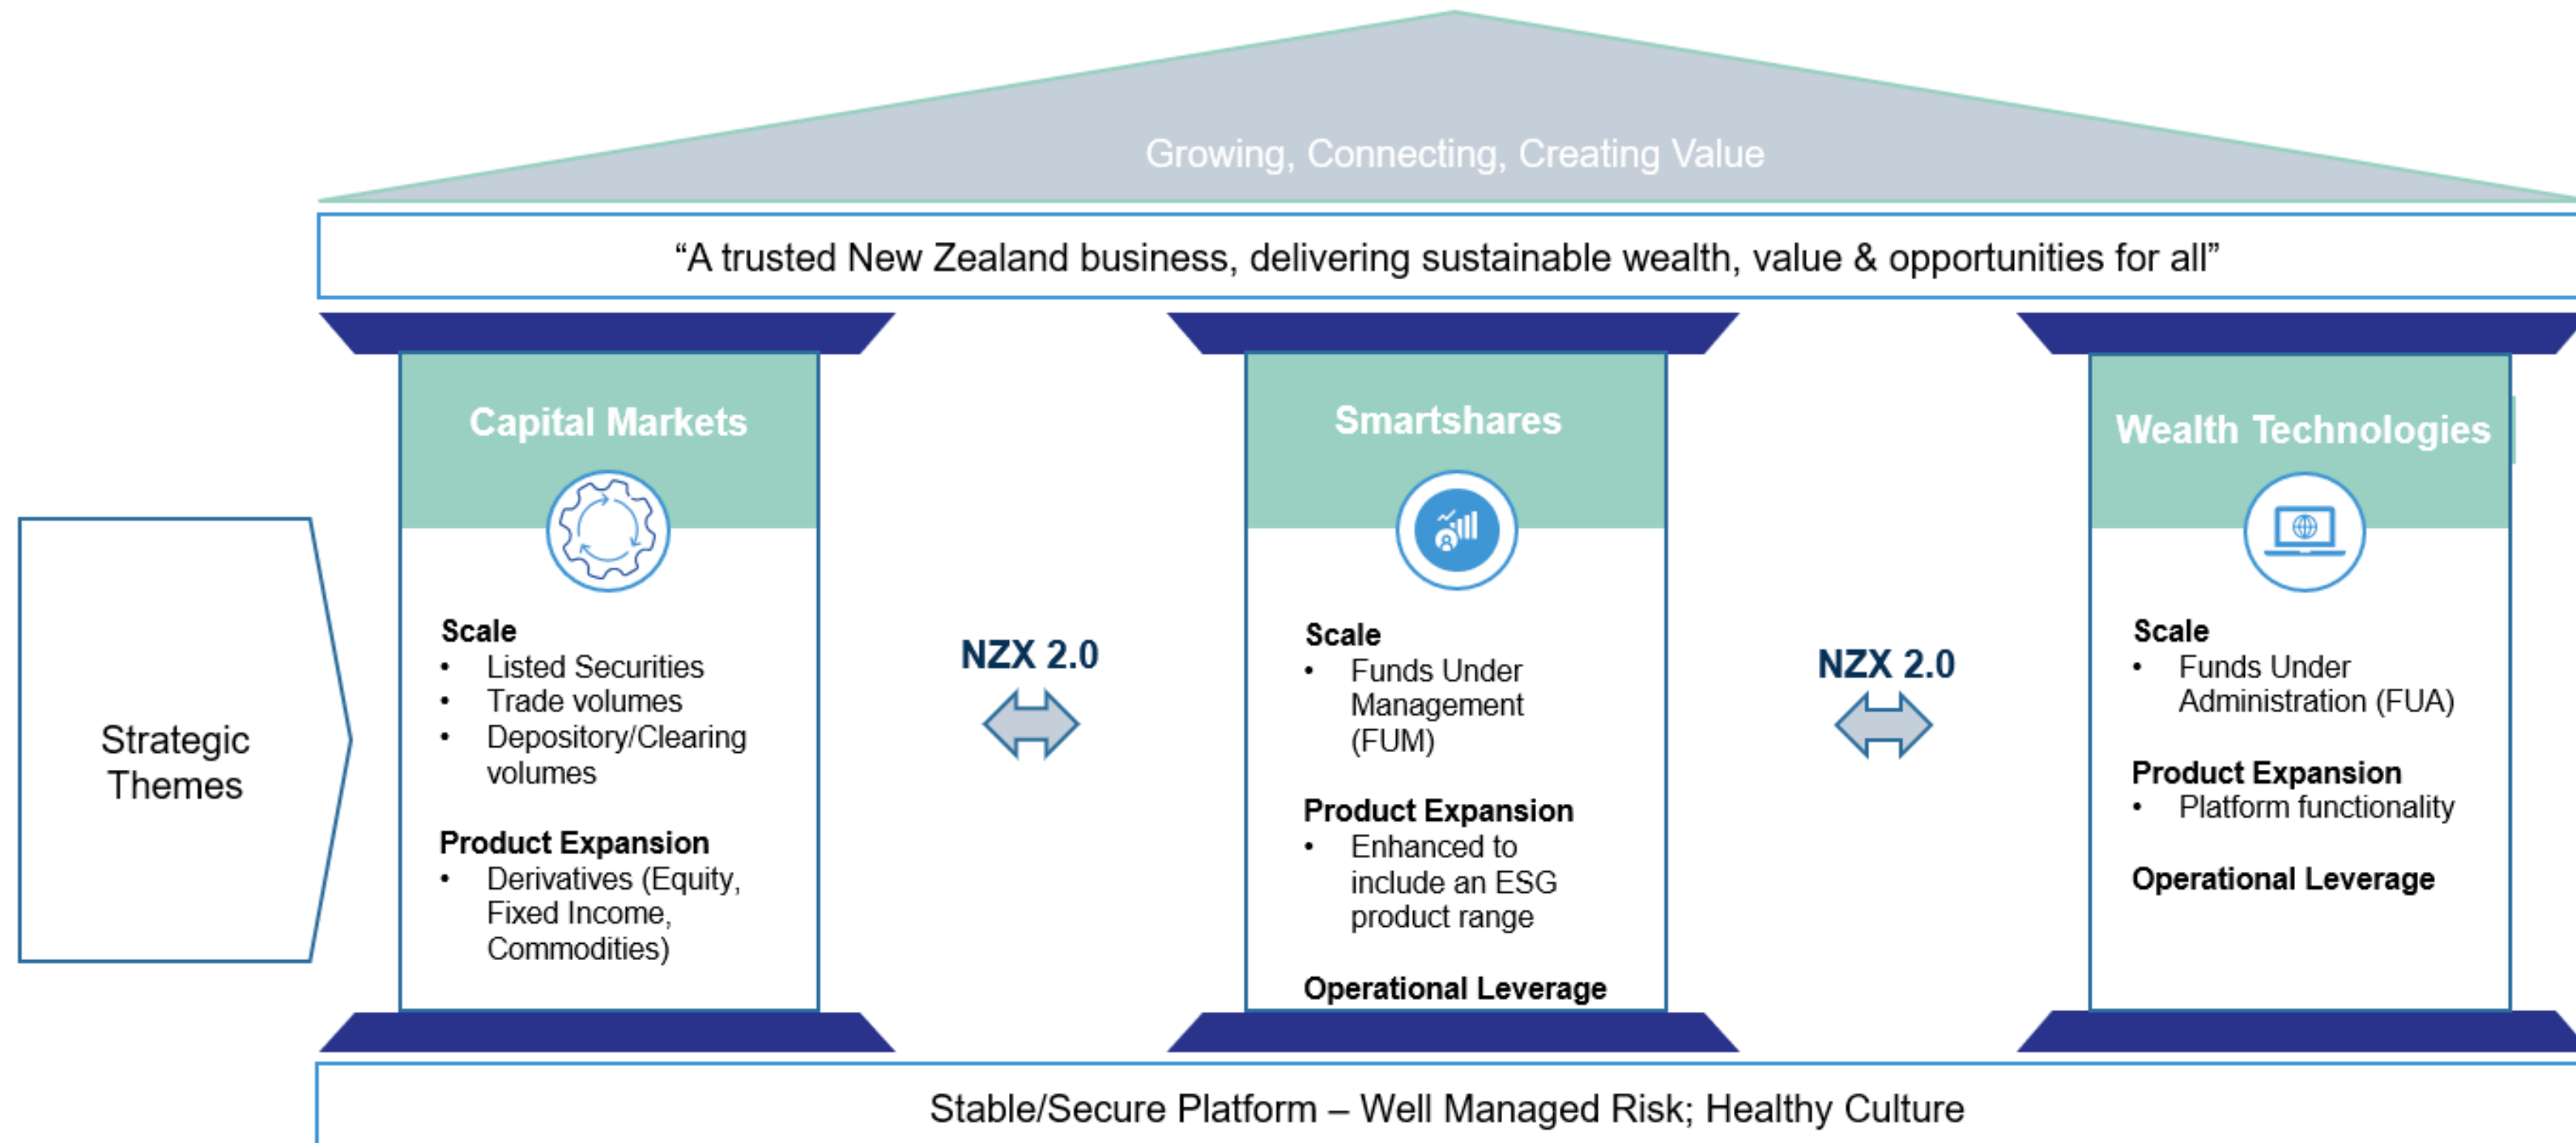 Growing, Connecting, Creating Value
“A trusted New Zealand business, delivering sustainable wealth, value & opportunities for all”
Strategic
Themes
Capital Markets
Scale
• Listed Securities
• Trade volumes
• Depository/Clearing
volumes
Product Expansion
• Derivatives (Equity,
Fixed Income,
Commodities)
NZX 2.0
Smartshares
Scale
• Funds Under
Management
(FUM)
Product Expansion
• Enhanced to
include an ESG
product range
Operational Leverage
NZX 2.0
Wealth Technologies
Scale
• Funds Under
Administration (FUA)
Product Expansion
• Platform functionality
Operational Leverage
Stable/Secure Platform – Well Managed Risk; Healthy Culture